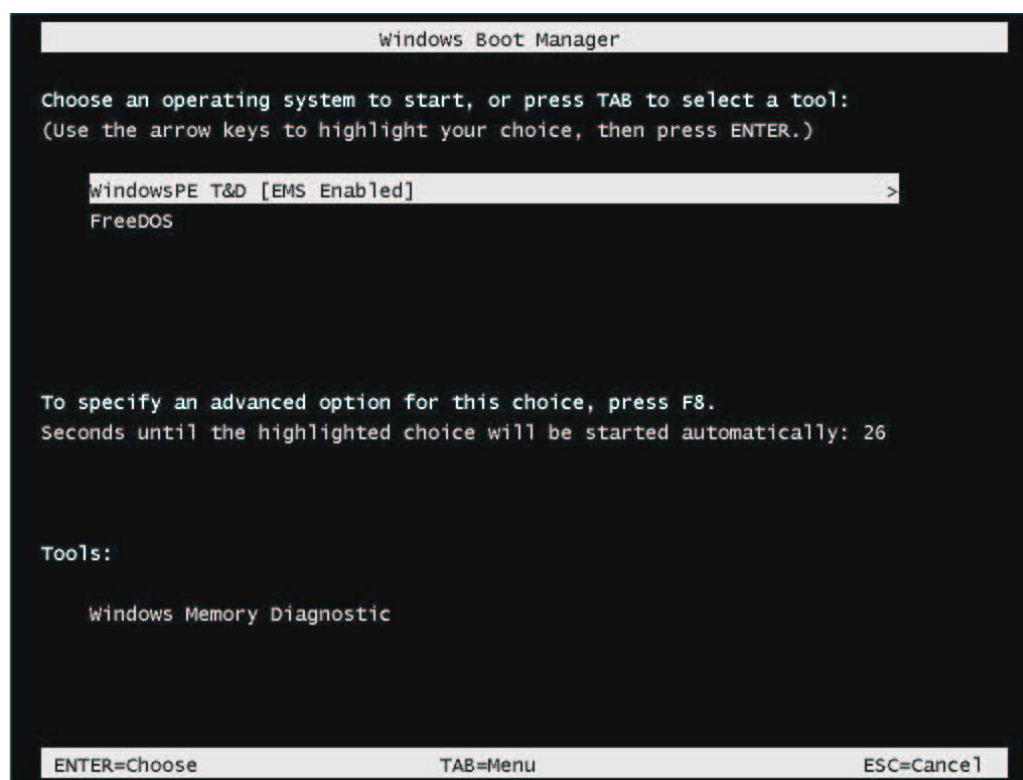 Windows Boot Manager
Choose an operating system to start, or press TAB to select a tool:
(Use the arrow keys to highlight your choice, then press ENTER.)
WindowsPE T&D [EMS Enabled] >
FreeDOS
To specify an advanced option for this choice, press F8.
Seconds until the highlighted choice will be started automatically: 26
Tools:
Windows Memory Diagnostic
ENTER=Choose TAB=Menu ESC=Cancel